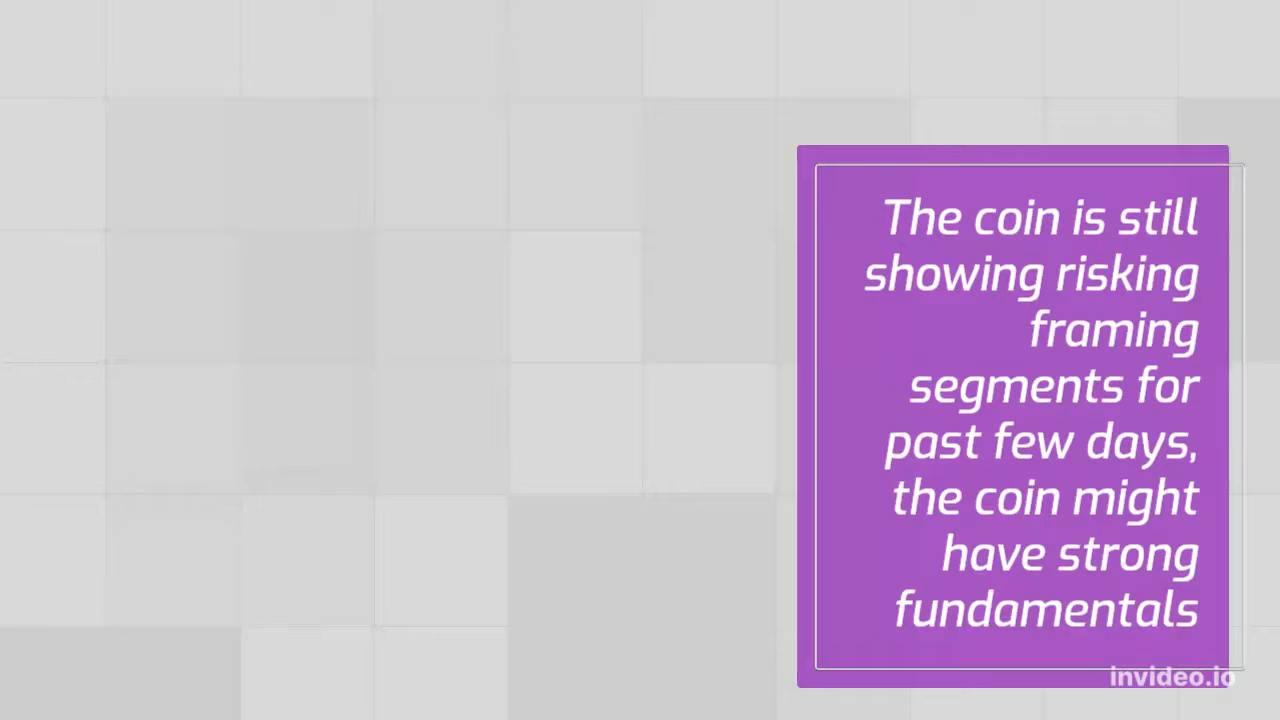 The coin is still
showing risking
framing
segments for
past few days,
the coin might
have strong
fundamentals
invideo.io